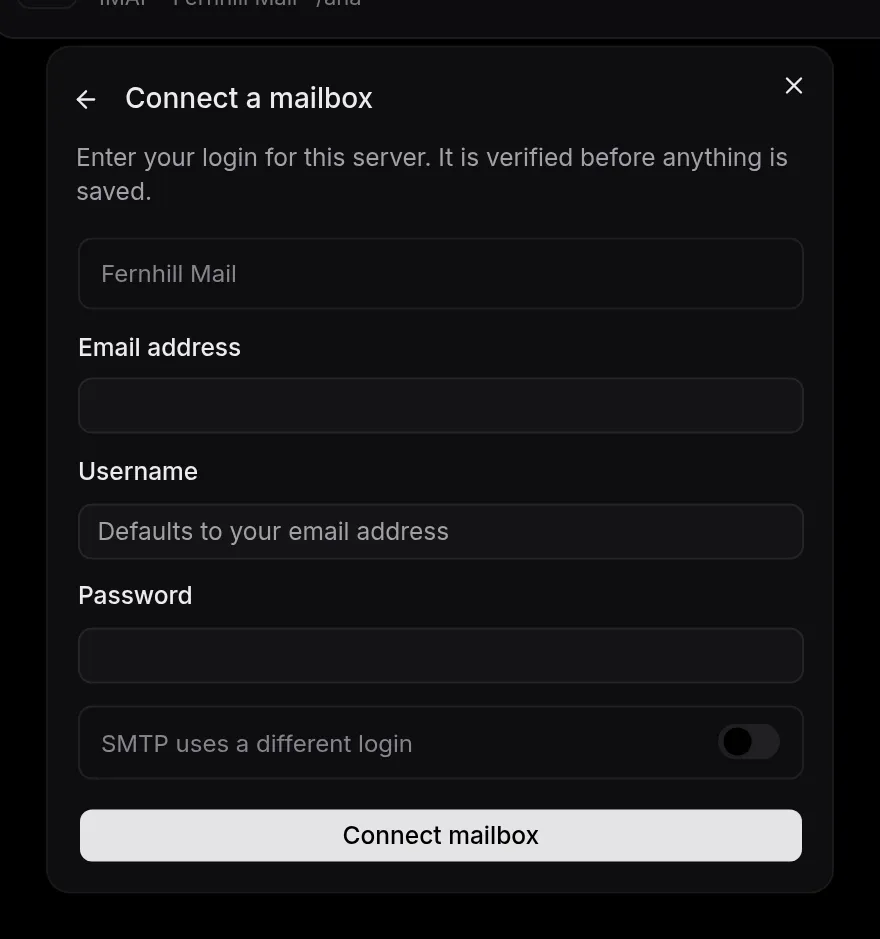 Connect a mailbox
Enter your login for this server. It is verified before anything is
saved.
Fernhill Mail
Email address
Username
Defaults to your email address
Password
SMTP uses a different login
Connect mailbox